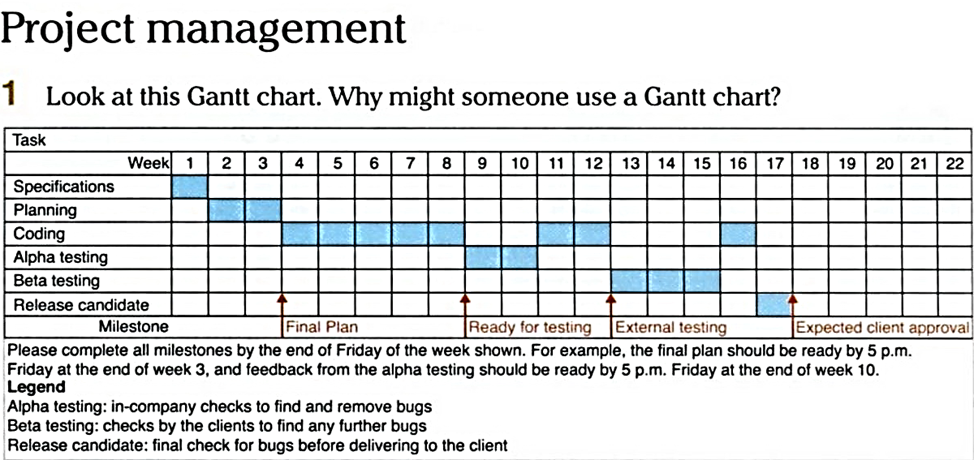 Project management
1 Look at this Gantt chart. Why might someone use a Gantt chart?
Task
Week 1 2 3 4 5 6 7 8 9 10 11 12 13 14 15 16 17 18 19 20 21 22
Specifications
Planning
Coding
Alpha testing
Beta testing
Release candidate
Milestone Final Plan Ready for testing External testing Expected client approval
Please complete all milestones by the end of Friday of the week shown. For example, the final plan should be ready by 5 p.m.
Friday at the end of week 3, and feedback from the alpha testing should be ready by 5 p.m. Friday at the end of week 10.
Legend
Alpha testing: in-company checks to find and remove bugs
Beta testing: checks by the clients to find any further bugs
Release candidate: final check for bugs before delivering to the client